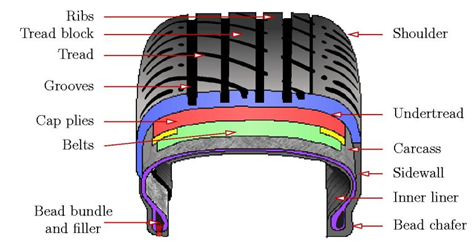 Ribs
Tread block
Tread
Grooves
Cap plies
Belts
Bead bundle
and filler
Shoulder
Undertread
Carcass
Sidewall
Inner liner
Bead chafer